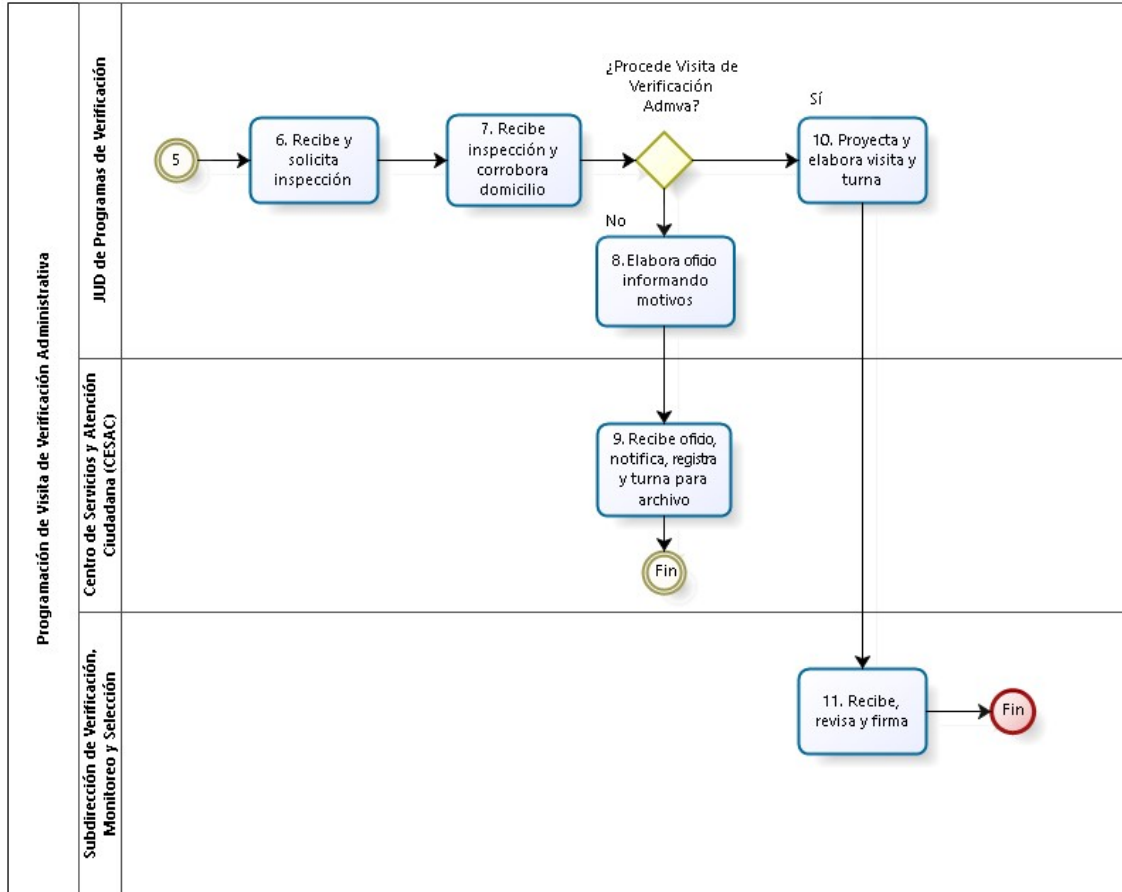 Programación de Visita de Verificación Administrativa
JUD de Programas de Verificación
5
6. Recibe y
solicita
inspección
7. Recibe
inspección y
corrobora
domicilio
¿Procede Visita de
Verificación
Admva?
Sí
10. Proyecta y
elabora visita y
turna
No
8. Elabora oficio
informando
motivos
Centro de Servicios y Atención
Ciudadana (CESAC)
9. Recibe oficio,
notifica, registra
y turna para
archivo
Fin
Subdirección de Verificación,
Monitoreo y Selección
11. Recibe,
revisa y firma
Fin